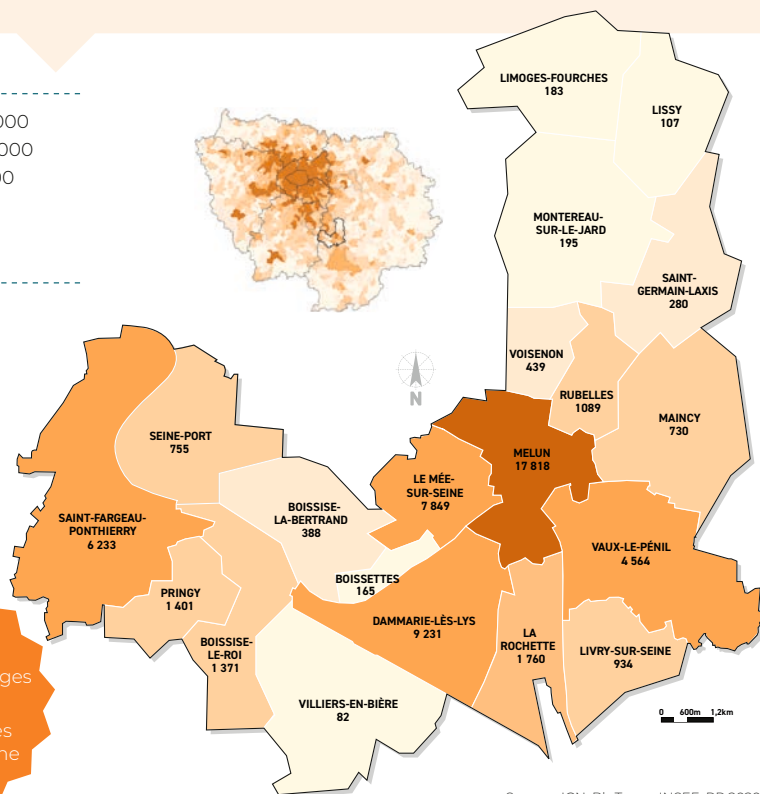 000
000
00
LIMOGES-FOURCHES
183
LISSY
107
MONTEREAU-
SUR-LE-JARD
195
SAINT-
GERMAIN-LAXIS
280
VOISENON
439
RUBELLES
1089
MAINCY
730
N
SEINE-PORT
755
MELUN
17 818
LE MÉE-
SUR-SEINE
7 849
SAINT-FARGEAU-
PONTHIERRY
6 233
BOISSISE-
LA-BERTRAND
388
VAUX-LE-PÉNIL
4 564
BOISSETTES
165
PRINGY
1 401
DAMMARIE-LÈS-LYS
9 231
BOISSISE-
LE-ROI
1 371
LA
ROCHETTE
1 760
LIVRY-SUR-SEINE
934
ges
es
ne
VILLIERS-EN-BIÈRE
82
0 600m 1,2km